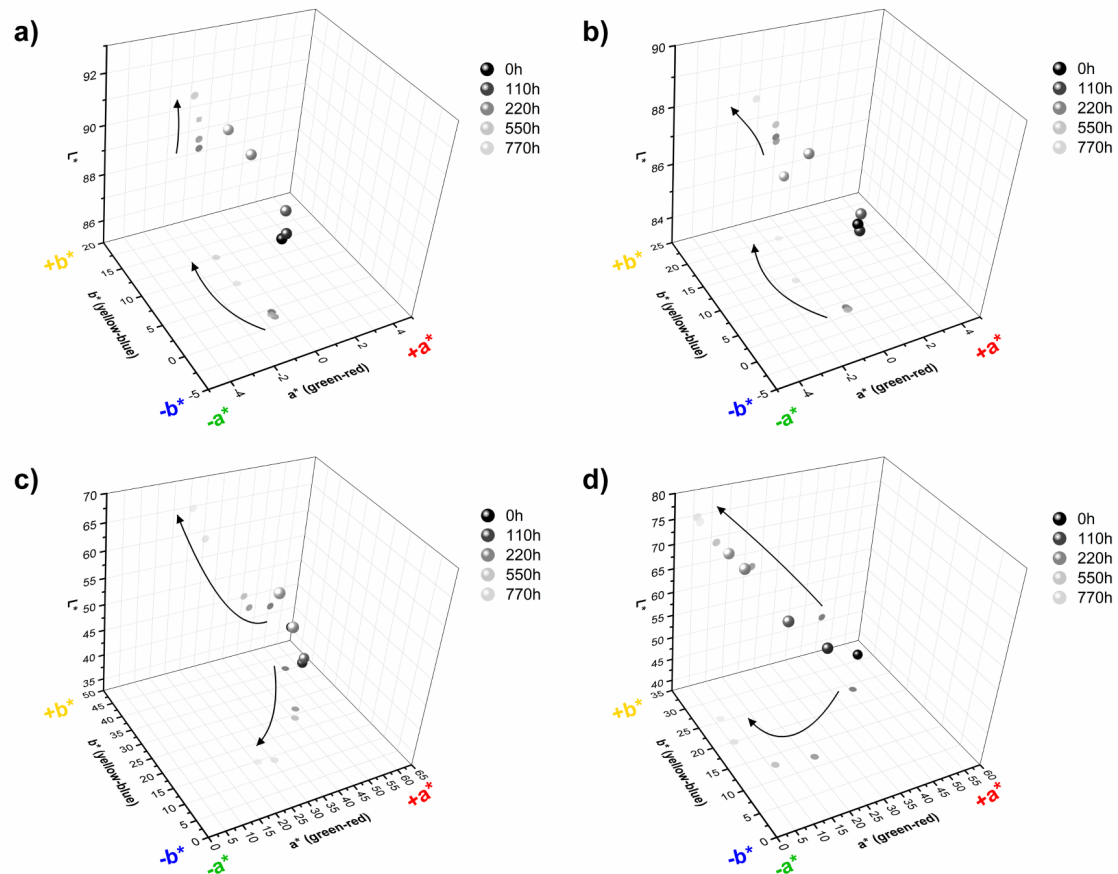 a)
0h
110h
220h
550h
770h
92
90
88
86
L*
20
15
10
5
0
-5
b* (yellow-blue)
-4
-2
0
2
4
a* (green-red)
+b*
-b*
-a*
+a*
b)
0h
110h
220h
550h
770h
90
88
86
84
L*
25
20
15
10
5
0
-5
b* (yellow-blue)
-4
-2
0
2
4
a* (green-red)
+b*
-b*
-a*
+a*
c)
0h
110h
220h
550h
770h
70
65
60
55
50
45
40
35
L*
50
45
40
35
30
25
20
15
10
5
0
b* (yellow-blue)
0
5
10
15
20
25
30
35
40
45
50
55
60
65
a* (green-red)
+b*
-b*
-a*
+a*
d)
0h
110h
220h
550h
770h
80
75
70
65
60
55
50
45
40
L*
35
30
25
20
15
10
5
0
b* (yellow-blue)
0
5
10
15
20
25
30
35
40
45
50
55
60
a* (green-red)
+b*
-b*
-a*
+a*